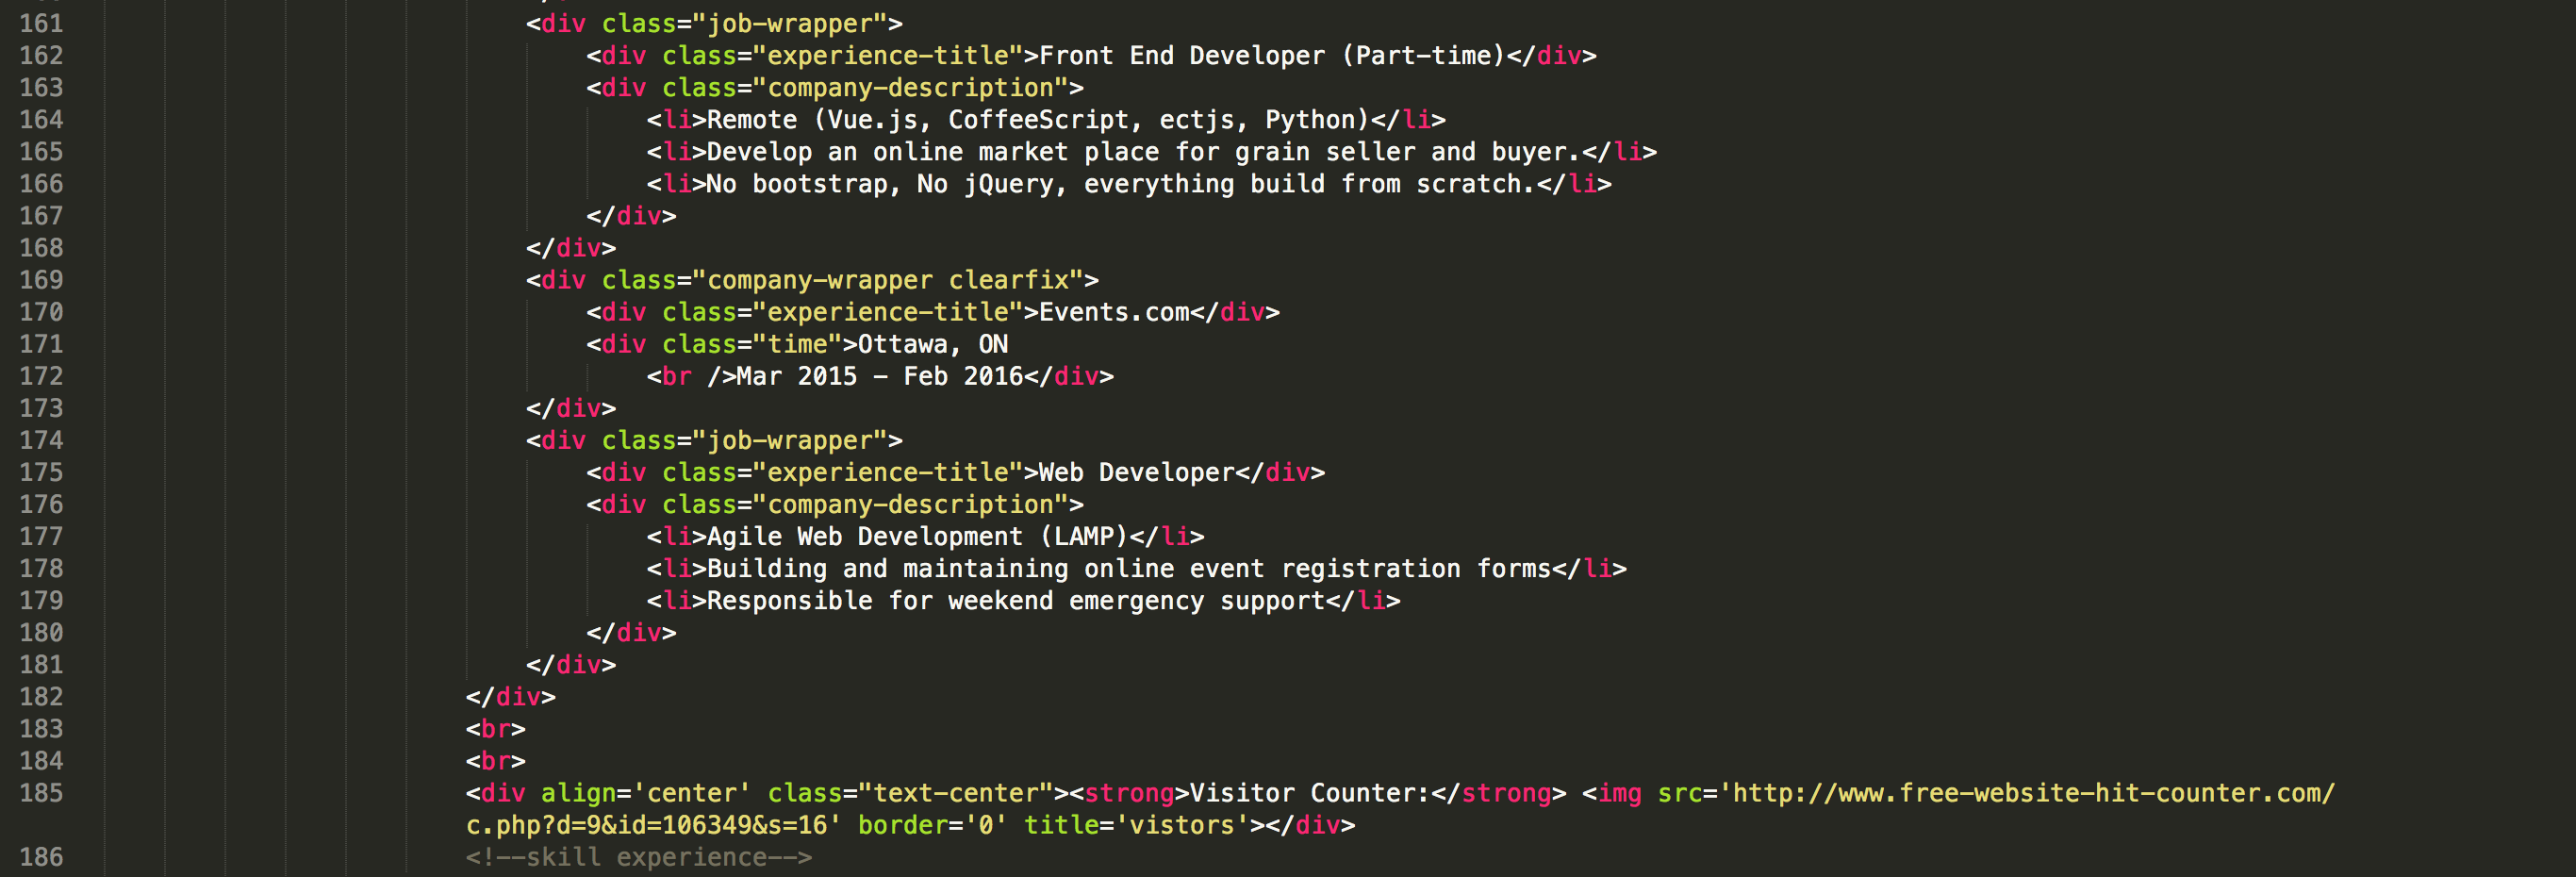 161 <div class="job-wrapper">
162 <div class="experience-title">Front End Developer (Part-time)</div>
163 <div class="company-description">
164 <li>Remote (Vue.js, CoffeeScript, ectjs, Python)</li>
165 <li>Develop an online market place for grain seller and buyer.</li>
166 <li>No bootstrap, No jQuery, everything build from scratch.</li>
167 </div>
168 </div>
169 <div class="company-wrapper clearfix">
170 <div class="experience-title">Events.com</div>
171 <div class="time">Ottawa, ON
172 <br />Mar 2015 - Feb 2016</div>
173 </div>
174 <div class="job-wrapper">
175 <div class="experience-title">Web Developer</div>
176 <div class="company-description">
177 <li>Agile Web Development (LAMP)</li>
178 <li>Building and maintaining online event registration forms</li>
179 <li>Responsible for weekend emergency support</li>
180 </div>
181 </div>
182 </div>
183 <br>
184 <br>
185 <div align='center' class="text-center"><strong>Visitor Counter:</strong> <img src='http://www.free-website-hit-counter.com/
c.php?d=9&id=106349&s=16' border='0' title='vistors'></div>
186 <!--skill experience-->